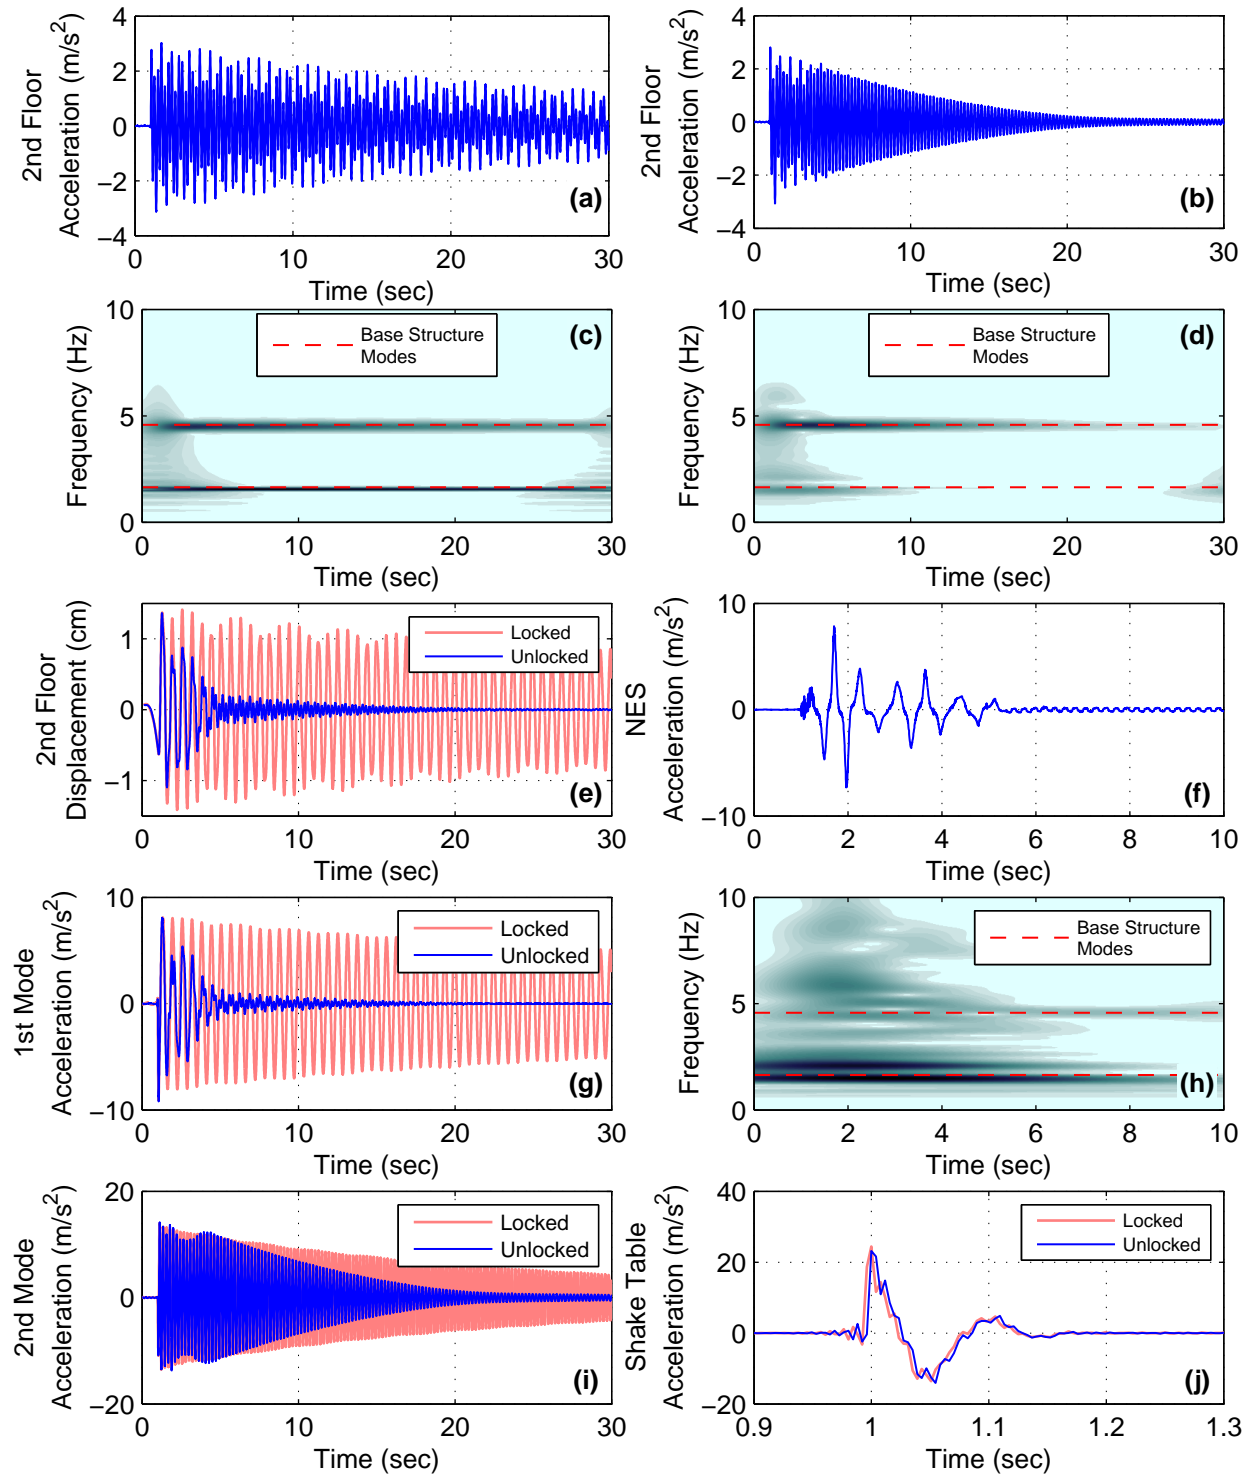 2nd Floor
Acceleration (m/s²)
4
2
0
−2
−4
0
10
20
30
Time (sec)
(a)
2nd Floor
Acceleration (m/s²)
4
2
0
−2
−4
0
10
20
30
Time (sec)
(b)
Frequency (Hz)
10
5
0
0
10
20
30
Time (sec)
Base Structure
Modes
(c)
Frequency (Hz)
10
5
0
0
10
20
30
Time (sec)
Base Structure
Modes
(d)
2nd Floor
Displacement (cm)
1
0
−1
0
10
20
30
Time (sec)
Locked
Unlocked
(e)
NES
Acceleration (m/s²)
10
0
−10
0
2
4
6
8
10
Time (sec)
(f)
1st Mode
Acceleration (m/s²)
10
0
−10
0
10
20
30
Time (sec)
Locked
Unlocked
(g)
Frequency (Hz)
10
5
0
0
2
4
6
8
10
Time (sec)
Base Structure
Modes
(h)
2nd Mode
Acceleration (m/s²)
20
10
0
−10
−20
0
10
20
30
Time (sec)
Locked
Unlocked
(i)
Shake Table
Acceleration (m/s²)
40
20
0
−20
0.9
1
1.1
1.2
1.3
Time (sec)
Locked
Unlocked
(j)